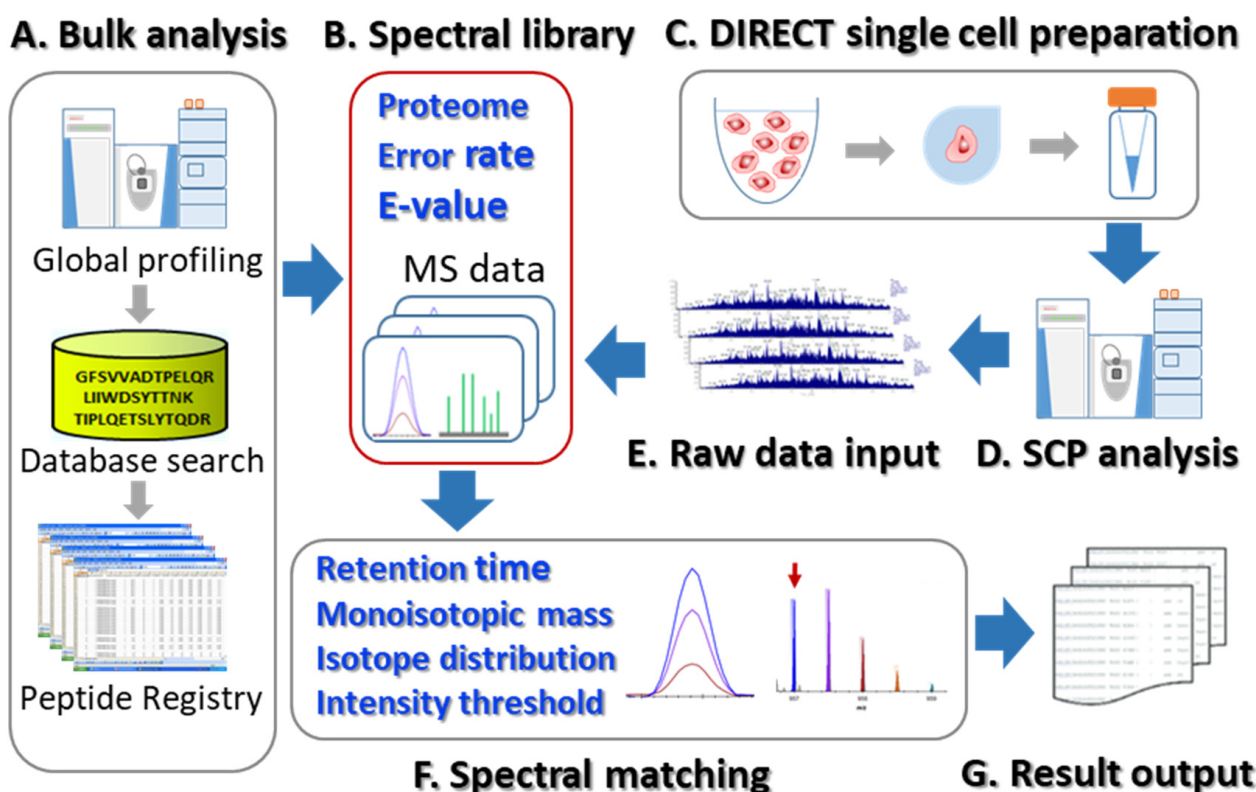 A. Bulk analysis
B. Spectral library
C. DIRECT single cell preparation
Global profiling
GFSVVADTPELQR
LIIWDSYTTNK
TIPLQETSLYTQDR
Database search
Peptide Registry
Proteome
Error rate
E-value
MS data
E. Raw data input
D. SCP analysis
Retention time
Monoisotopic mass
Isotope distribution
Intensity threshold
F. Spectral matching
G. Result output